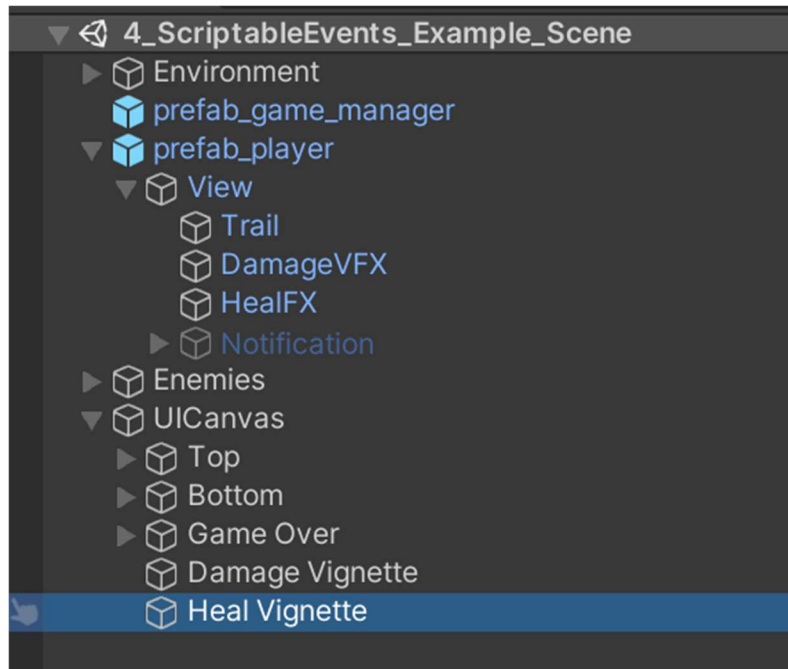 4_ScriptableEvents_Example_Scene
Environment
prefab_game_manager
prefab_player
View
Trail
DamageVFX
HealFX
Notification
Enemies
UICanvas
Top
Bottom
Game Over
Damage Vignette
Heal Vignette